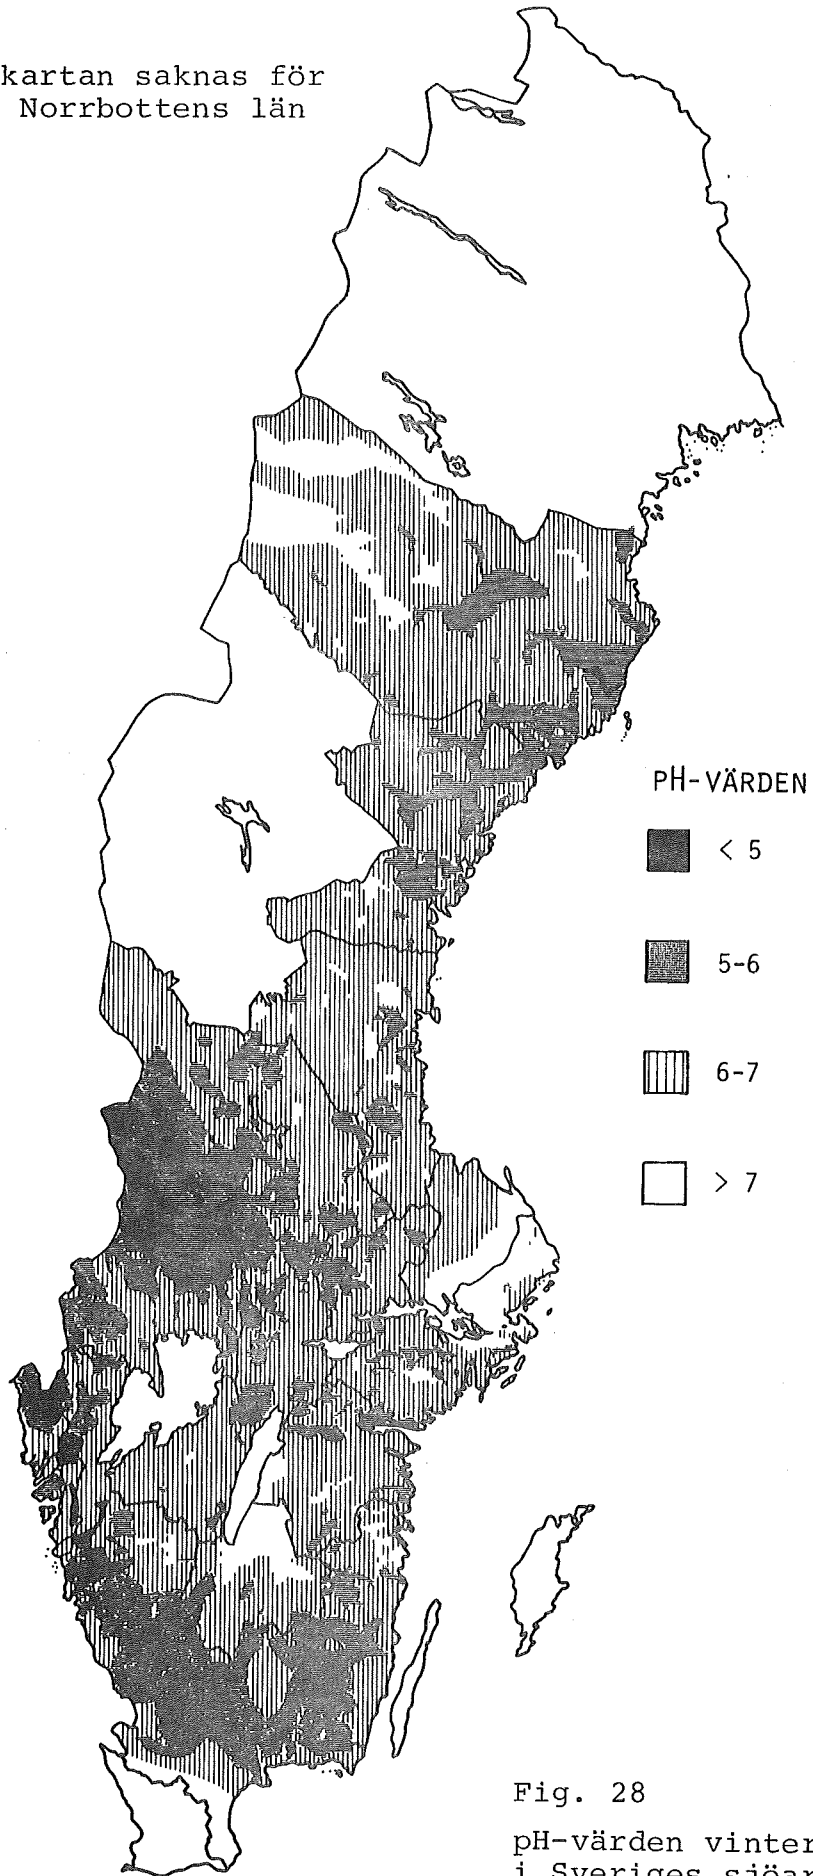 kartan saknas för
Norrbottens län
pH-VÄRDEN
< 5
5-6
6-7
> 7
Fig. 28
pH-värden vinter
i Sveriges sjöar